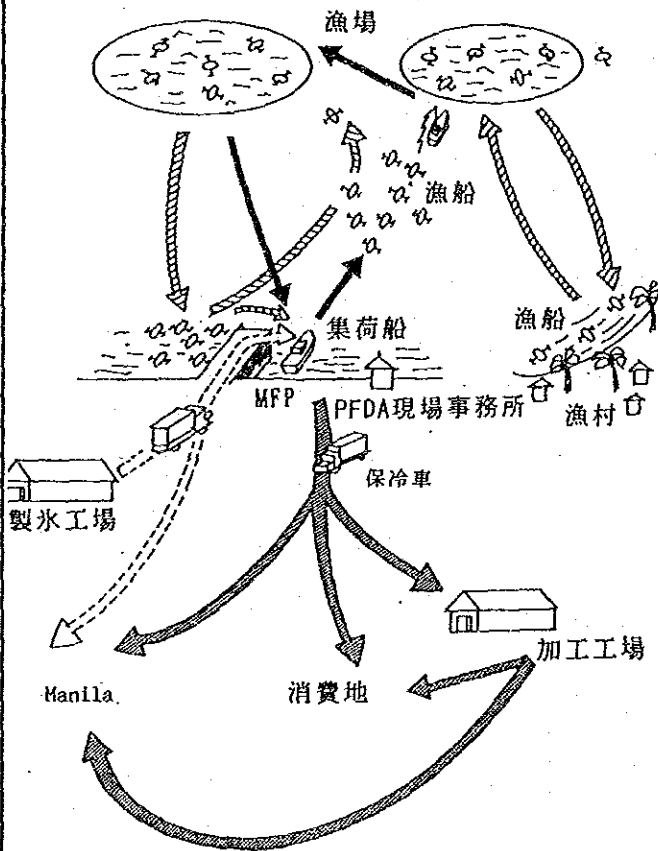 漁場
漁船
集荷船
漁船
MFP
PFDA現場事務所
漁村
保冷車
製氷工場
加工工場
Manila
消費地